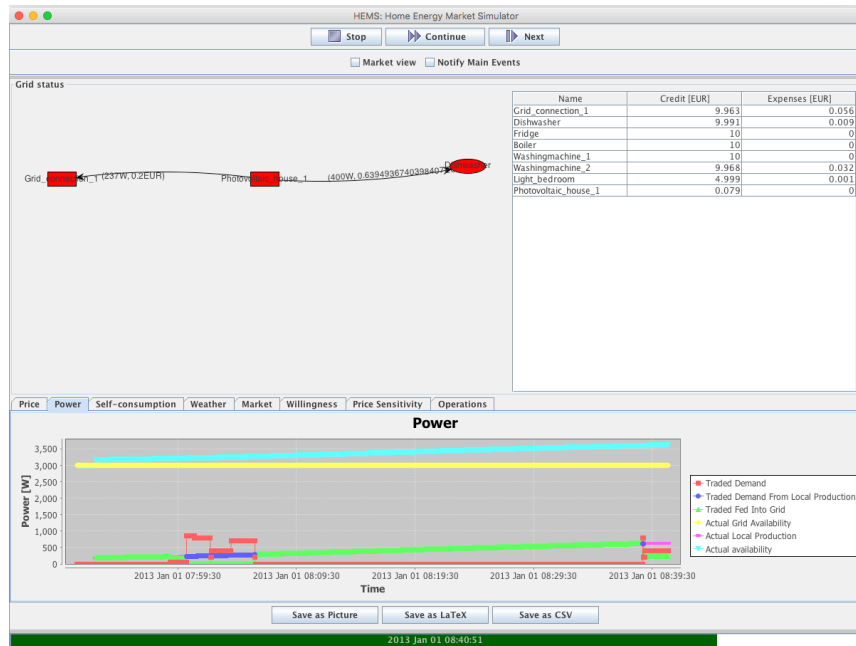 HEMS: Home Energy Market Simulator
Stop Continue Next
Market view Notify Main Events
Grid status
Name Credit [EUR] Expenses [EUR]
Grid_connection_1 9.963 0.056
Dishwasher 9.991 0.009
Fridge 10 0
Boiler 10 0
Washingmachine_1 10 0
Washingmachine_2 9.968 0.032
Light_bedroom 4.999 0.001
Photovoltaic_house_1 0.079 0
Grid_connection_1 (237W, 0.2EUR) Photovoltaic_house_1
Price Power Self-consumption Weather Market Willingness Price Sensitivity Operations
Power
Power [W]
3,500
3,000
2,500
2,000
1,500
1,000
500
0
2013 Jan 01 07:59:30 2013 Jan 01 08:09:30 2013 Jan 01 08:19:30 2013 Jan 01 08:29:30 2013 Jan 01 08:39:30
Time
Traded Demand
Traded Demand From Local Production
Traded Fed Into Grid
Actual Grid Availability
Actual Local Production
Actual availability
Save as Picture Save as LaTeX Save as CSV
2013 Jan 01 08:40:51